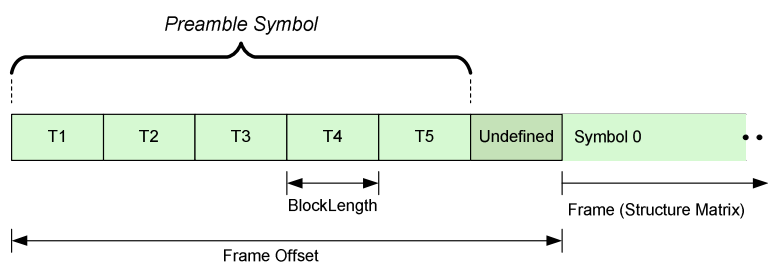 Preamble Symbol
T1 T2 T3 T4 T5 Undefined Symbol 0 ••
BlockLength
Frame (Structure Matrix)
Frame Offset